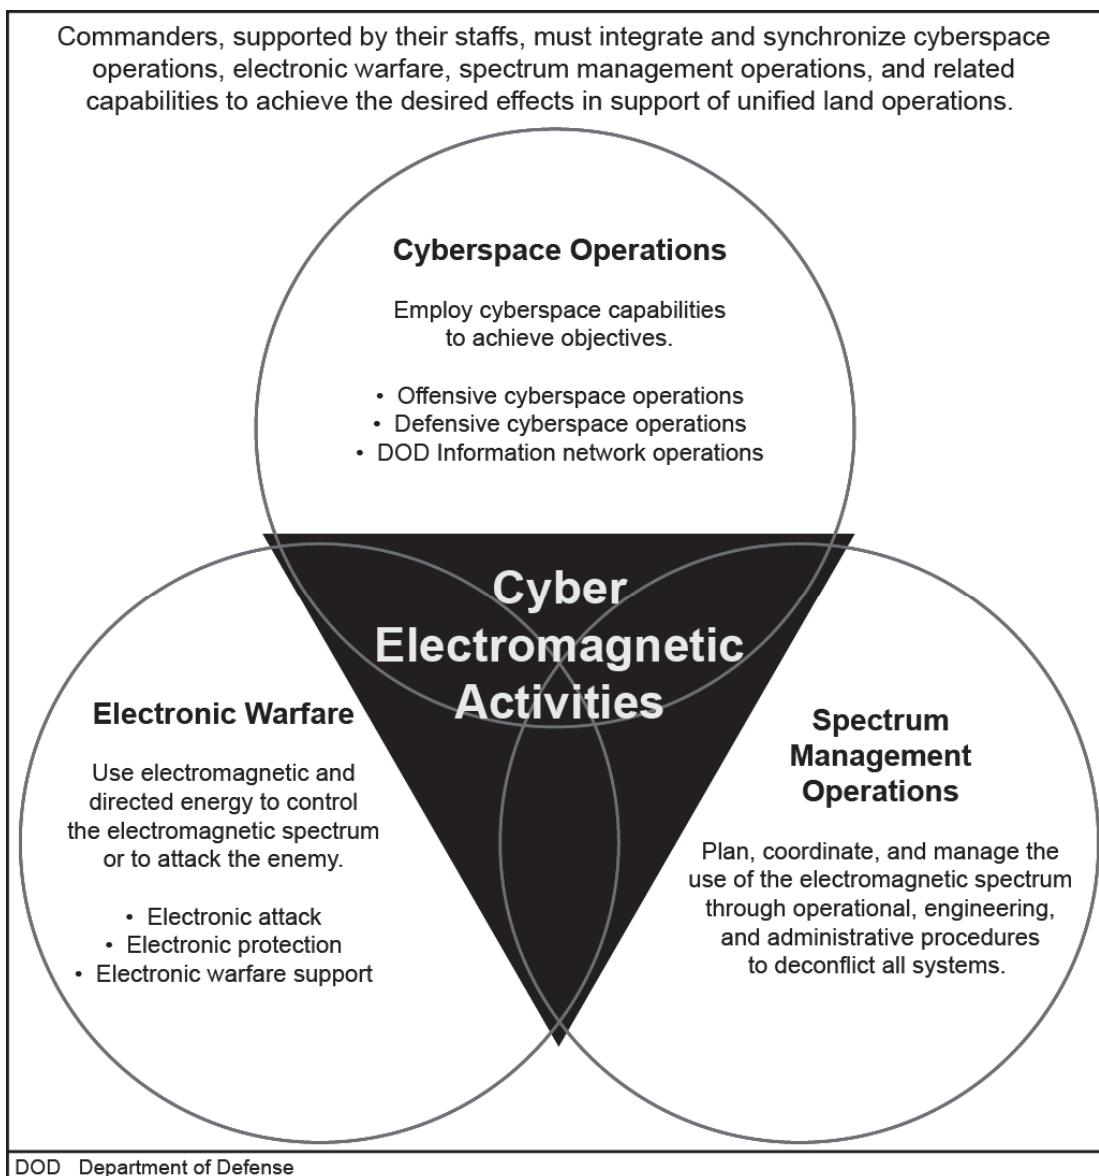 Commanders, supported by their staffs, must integrate and synchronize cyberspace
operations, electronic warfare, spectrum management operations, and related
capabilities to achieve the desired effects in support of unified land operations.
Cyberspace Operations
Employ cyberspace capabilities
to achieve objectives.
• Offensive cyberspace operations
• Defensive cyberspace operations
• DOD Information network operations
Cyber
Electromagnetic
Activities
Electronic Warfare
Use electromagnetic and
directed energy to control
the electromagnetic spectrum
or to attack the enemy.
• Electronic attack
• Electronic protection
• Electronic warfare support
Spectrum
Management
Operations
Plan, coordinate, and manage the
use of the electromagnetic spectrum
through operational, engineering,
and administrative procedures
to deconflict all systems.
DOD Department of Defense